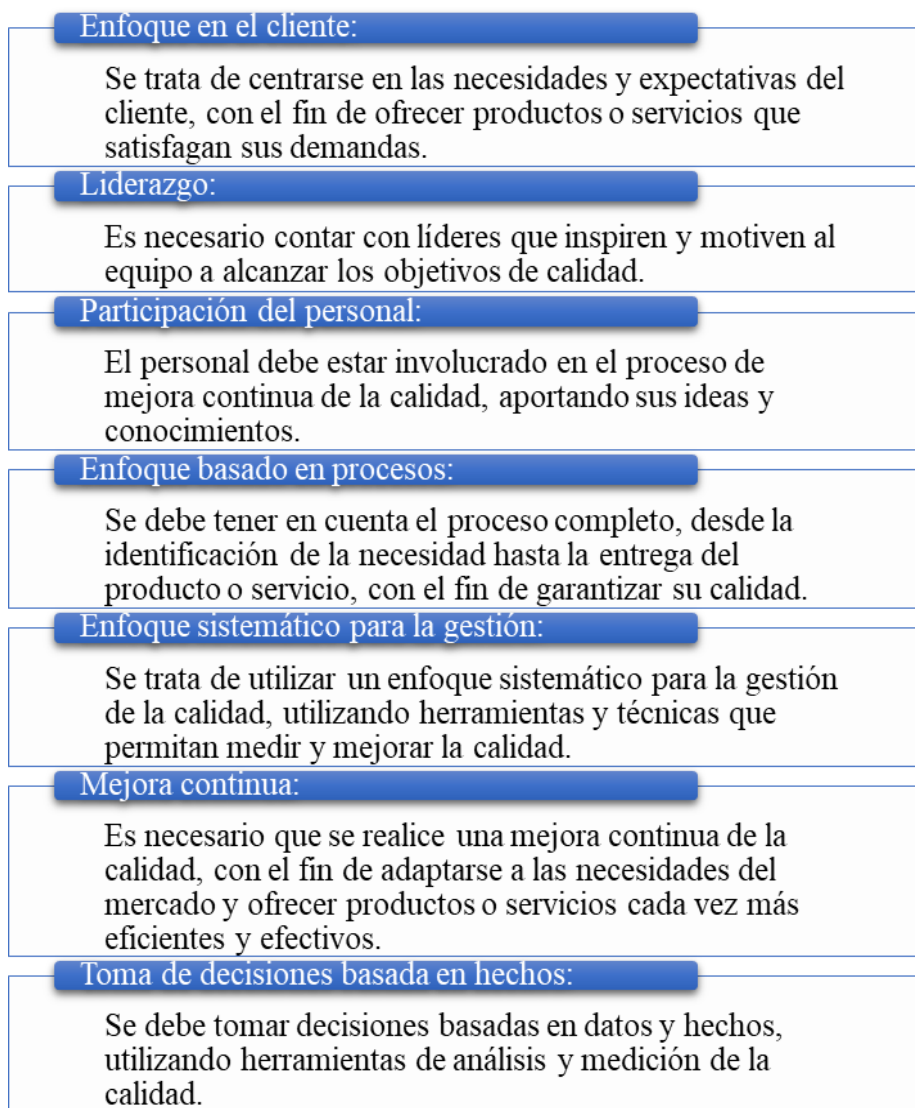 Enfoque en el cliente:
Se trata de centrarse en las necesidades y expectativas del
cliente, con el fin de ofrecer productos o servicios que
satisfagan sus demandas.
Liderazgo:
Es necesario contar con líderes que inspiren y motiven al
equipo a alcanzar los objetivos de calidad.
Participación del personal:
El personal debe estar involucrado en el proceso de
mejora continua de la calidad, aportando sus ideas y
conocimientos.
Enfoque basado en procesos:
Se debe tener en cuenta el proceso completo, desde la
identificación de la necesidad hasta la entrega del
producto o servicio, con el fin de garantizar su calidad.
Enfoque sistemático para la gestión:
Se trata de utilizar un enfoque sistemático para la gestión
de la calidad, utilizando herramientas y técnicas que
permitan medir y mejorar la calidad.
Mejora continua:
Es necesario que se realice una mejora continua de la
calidad, con el fin de adaptarse a las necesidades del
mercado y ofrecer productos o servicios cada vez más
eficientes y efectivos.
Toma de decisiones basada en hechos:
Se debe tomar decisiones basadas en datos y hechos,
utilizando herramientas de análisis y medición de la
calidad.